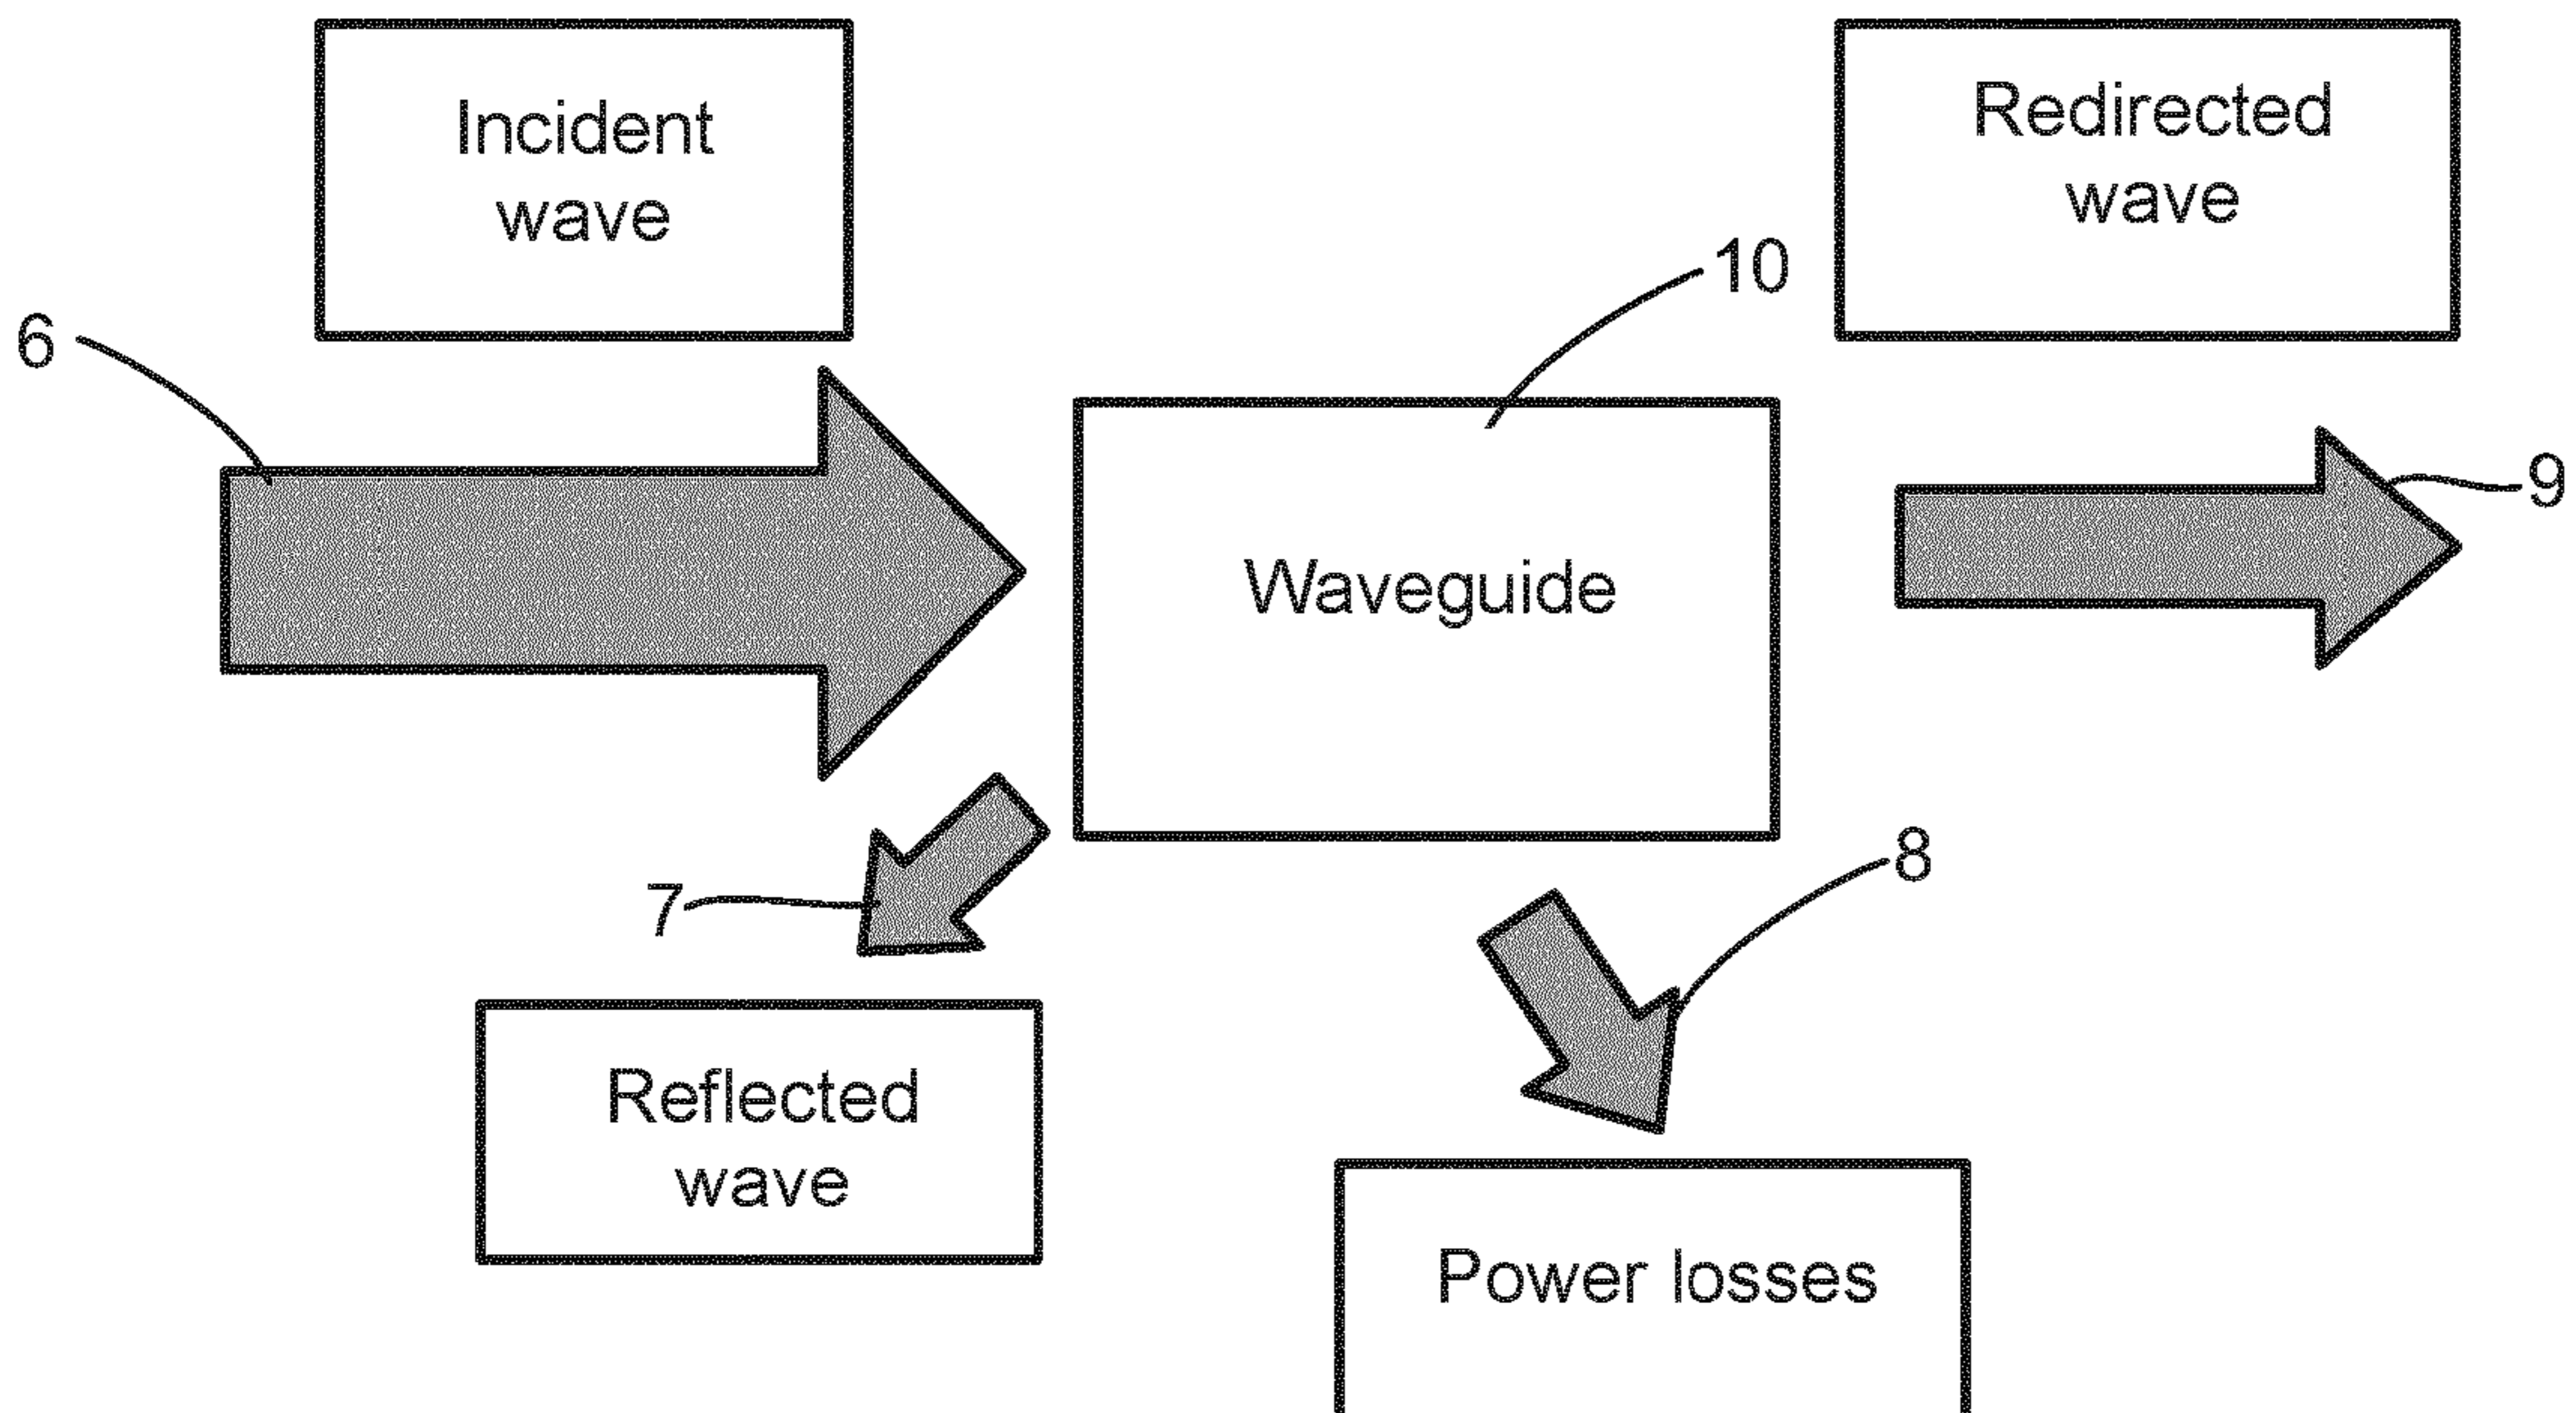 Incident
wave
Redirected
wave
10
6
9
Waveguide
8
7
Reflected
wave
Power losses